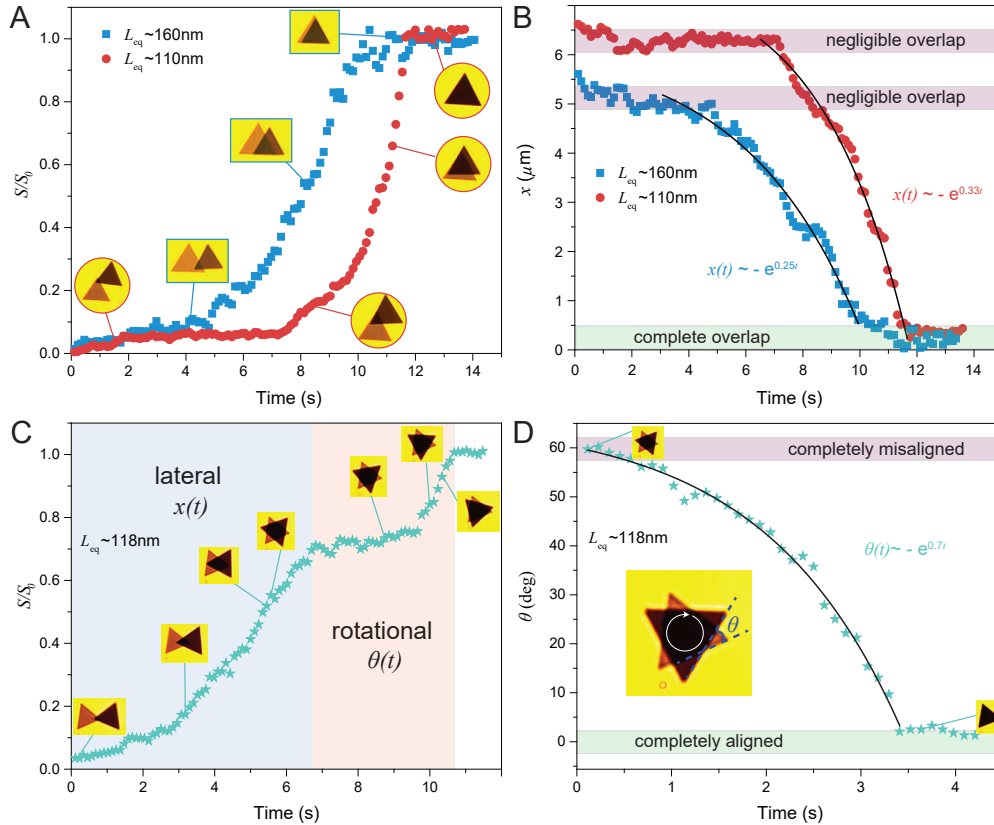 A
L_eq~160nm
L_eq~110nm
S/S_0
1.0
0.8
0.6
0.4
0.2
0.0
0 2 4 6 8 10 12 14
Time (s)
B
negligible overlap
negligible overlap
L_eq~160nm
L_eq~110nm
x(t) ~ - e^0.33t
x(t) ~ - e^0.25t
complete overlap
x (μm)
6
5
4
3
2
1
0
0 2 4 6 8 10 12 14
Time (s)
C
lateral
x(t)
L_eq~118nm
rotational
θ(t)
S/S_0
1.0
0.8
0.6
0.4
0.2
0.0
0 2 4 6 8 10
Time (s)
D
completely misaligned
L_eq~118nm
θ(t)~ - e^0.7t
θ
completely aligned
θ (deg)
60
50
40
30
20
10
0
0 1 2 3 4
Time (s)